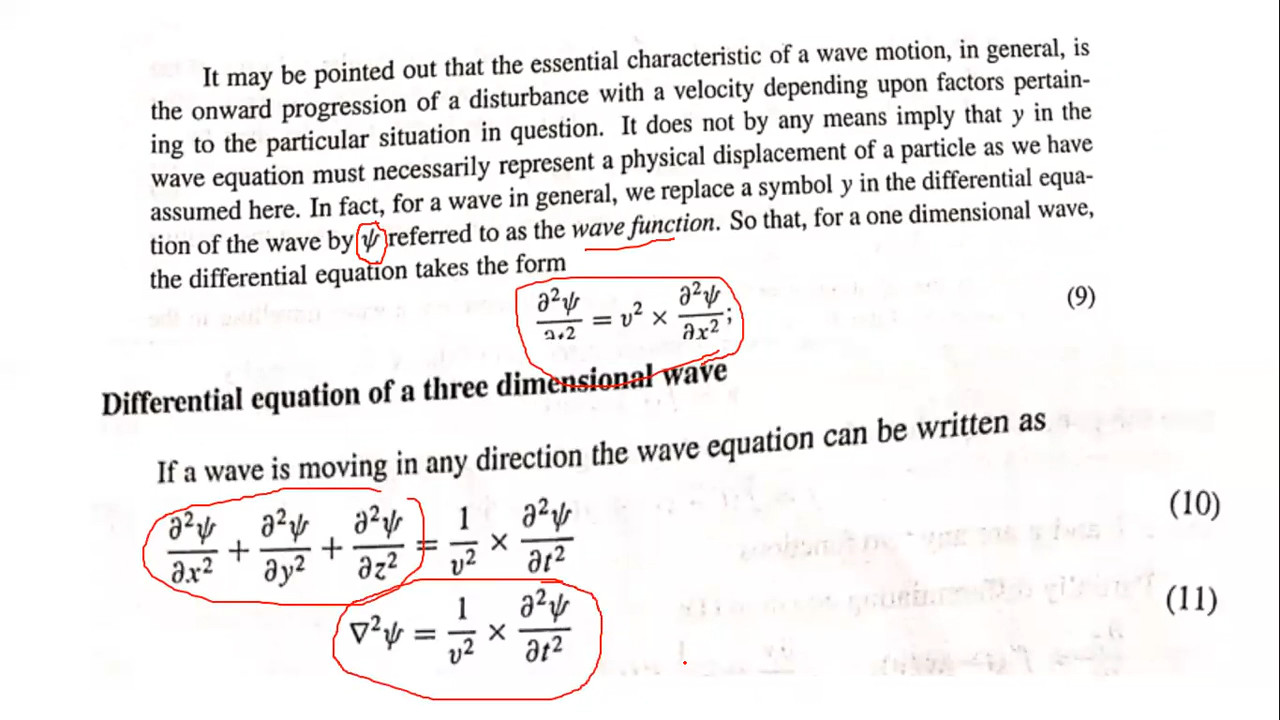 It may be pointed out that the essential characteristic of a wave motion, in general, is
the onward progression of a disturbance with a velocity depending upon factors pertain-
ing to the particular situation in question. It does not by any means imply that y in the
wave equation must necessarily represent a physical displacement of a particle as we have
assumed here. In fact, for a wave in general, we replace a symbol y in the differential equa-
tion of the wave by ψ referred to as the wave function. So that, for a one dimensional wave,
the differential equation takes the form
∂²ψ/∂t² = v² × ∂²ψ/∂x²; (9)
Differential equation of a three dimensional wave
If a wave is moving in any direction the wave equation can be written as
∂²ψ/∂x² + ∂²ψ/∂y² + ∂²ψ/∂z² = 1/v² × ∂²ψ/∂t² (10)
∇²ψ = 1/v² × ∂²ψ/∂t² (11)